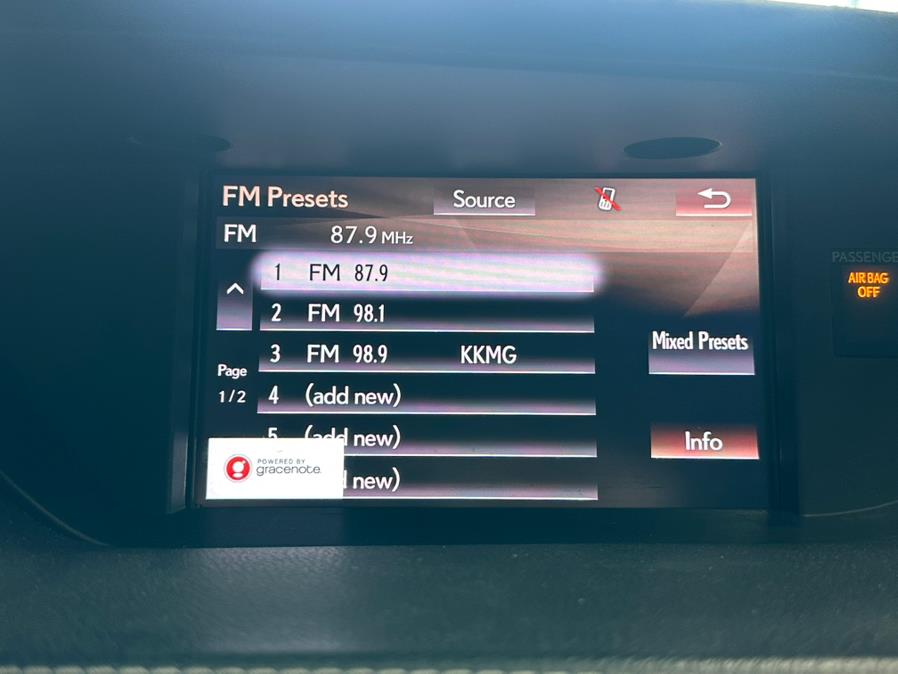 FM Presets Source
FM 87.9 MHz
1 FM 87.9
2 FM 98.1
3 FM 98.9 KKMG
4 (add new)
5 (add new)
new)
Page
1/2
Mixed Presets
Info
POWERED BY
gracenote.
PASSENGE
AIR BAG
OFF